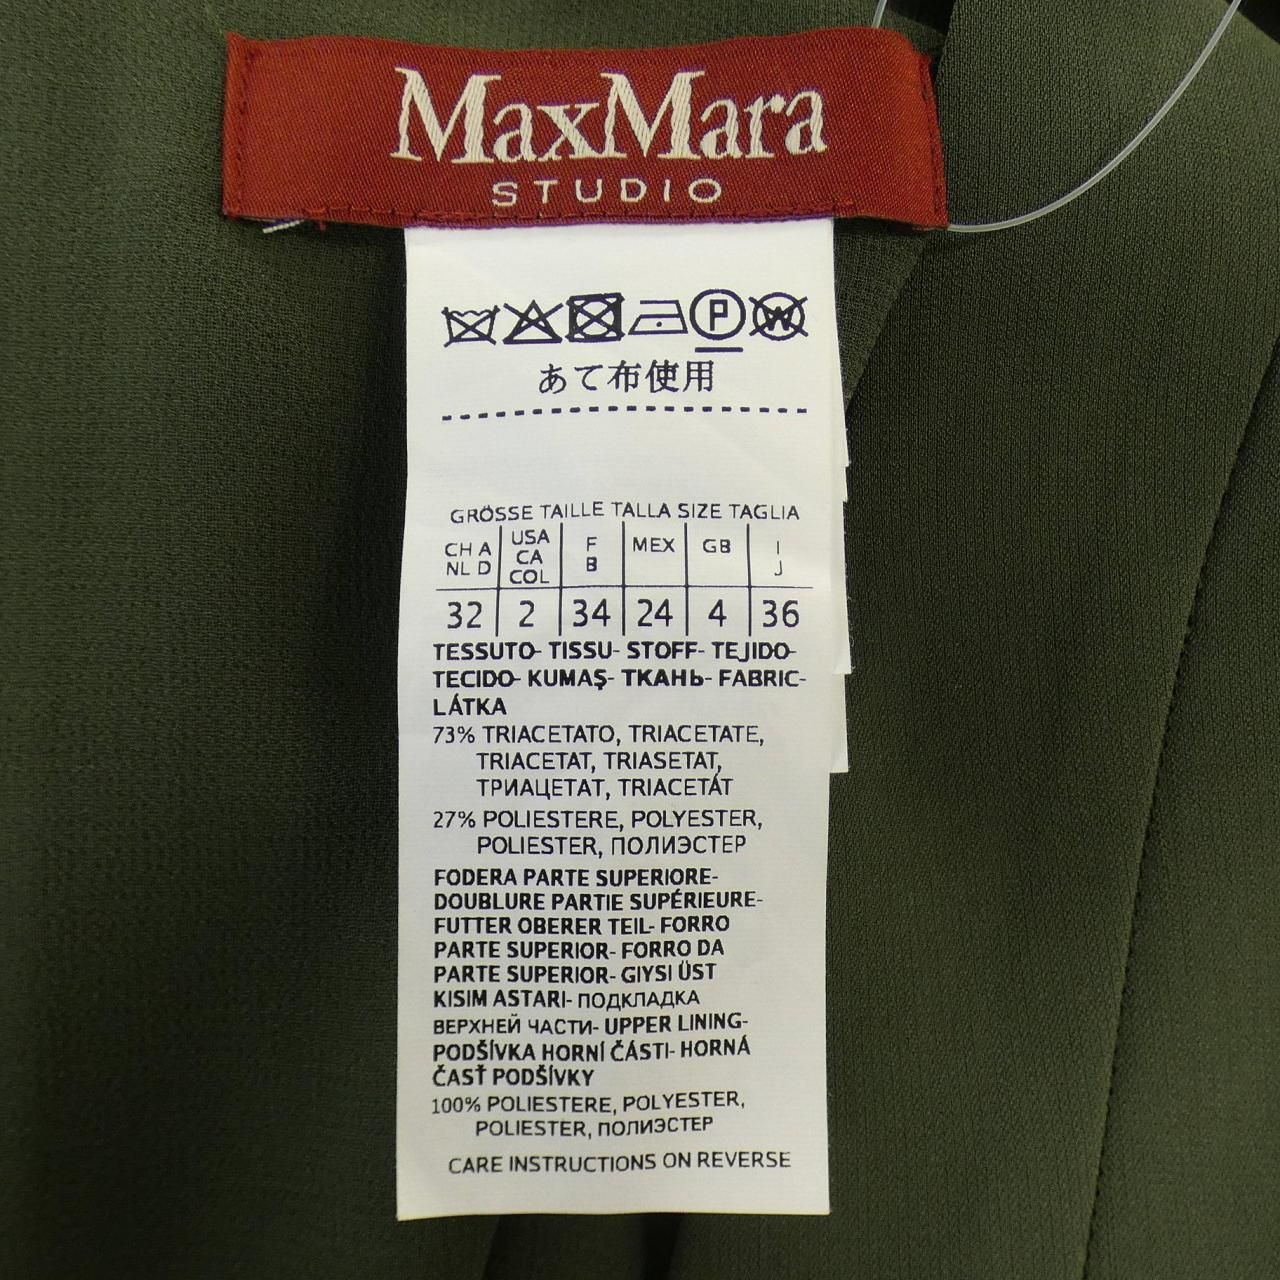 MaxMara
STUDIO
P W
あて布使用
GRÖSSE TAILLE TALLA SIZE TAGLIA
CH A NL D USA CA COL F B MEX GB I J
32 2 34 24 4 36
TESSUTO- TISSU- STOFF- TEJIDO-
TECIDO- KUMAŞ- ТКАНЬ- FABRIC-
LÁTKA
73% TRIACETATO, TRIACETATE,
TRIACETAT, TRIASETAT,
ТРИАЦЕТАТ, TRIACETÁT
27% POLIESTERE, POLYESTER,
POLIESTER, ПОЛИЭСТЕР
FODERA PARTE SUPERIORE-
DOUBLURE PARTIE SUPÉRIEURE-
FUTTER OBERER TEIL- FORRO
PARTE SUPERIOR- FORRO DA
PARTE SUPERIOR- GIYSI ÜST
KISIM ASTARI- ПОДКЛАДКА
ВЕРХНЕЙ ЧАСТИ- UPPER LINING-
PODŠÍVKA HORNÍ ČÁSTI- HORNÁ
ČASŤ PODŠÍVKY
100% POLIESTERE, POLYESTER,
POLIESTER, ПОЛИЭСТЕР
CARE INSTRUCTIONS ON REVERSE